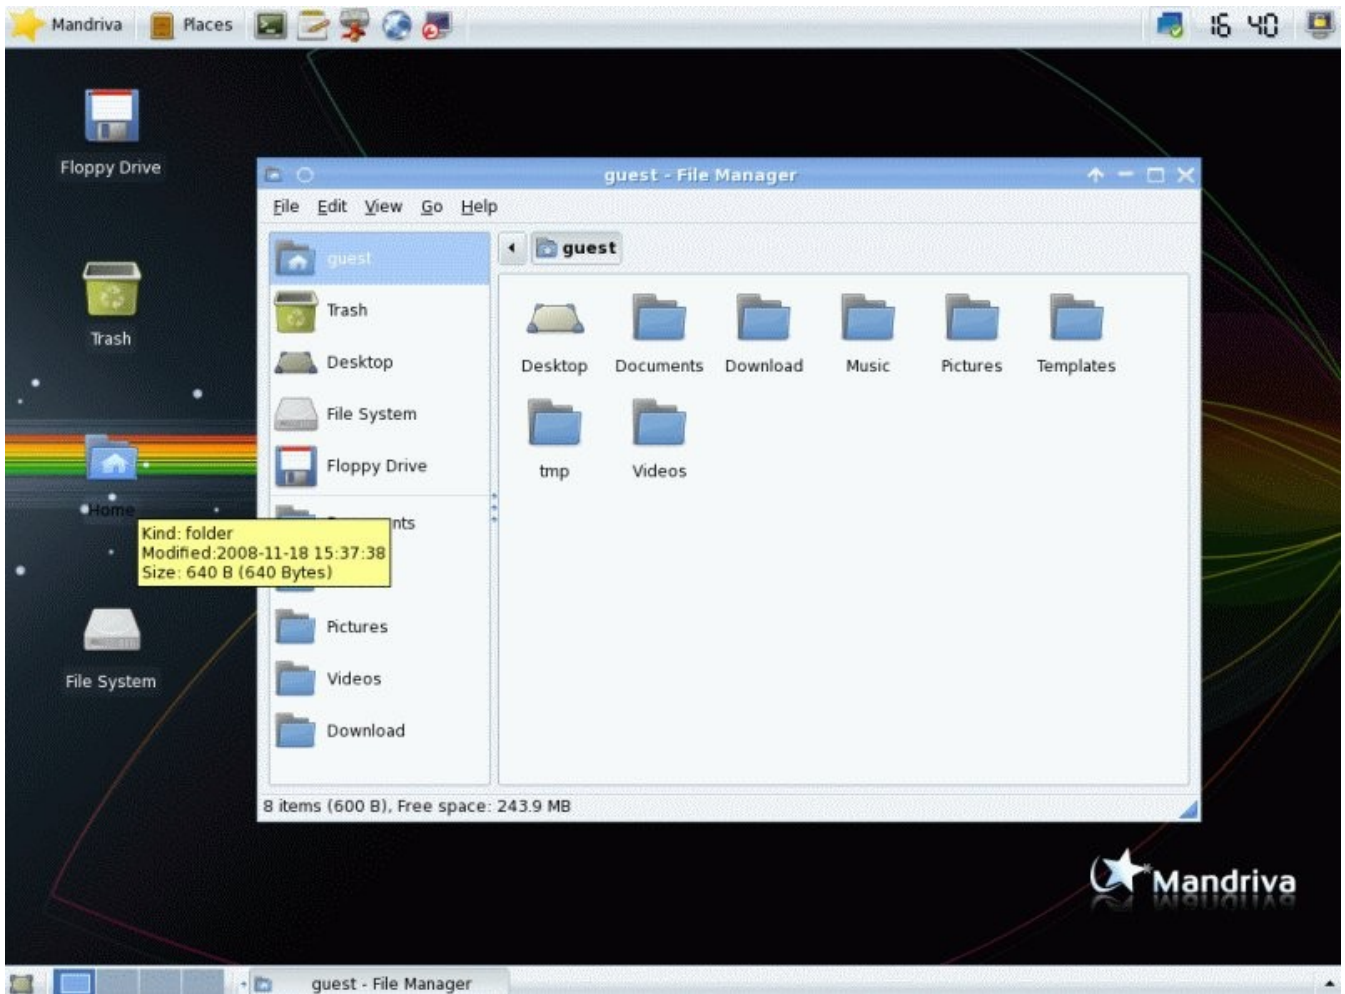 Mandriva
Places
16 40
Floppy Drive
Trash
Home
File System
guest - File Manager
File Edit View Go Help
guest
Trash
Desktop
File System
Floppy Drive
nts
Pictures
Videos
Download
guest
Desktop Documents Download Music Pictures Templates
tmp Videos
Kind: folder
Modified:2008-11-18 15:37:38
Size: 640 B (640 Bytes)
8 items (600 B), Free space: 243.9 MB
Mandriva
guest - File Manager